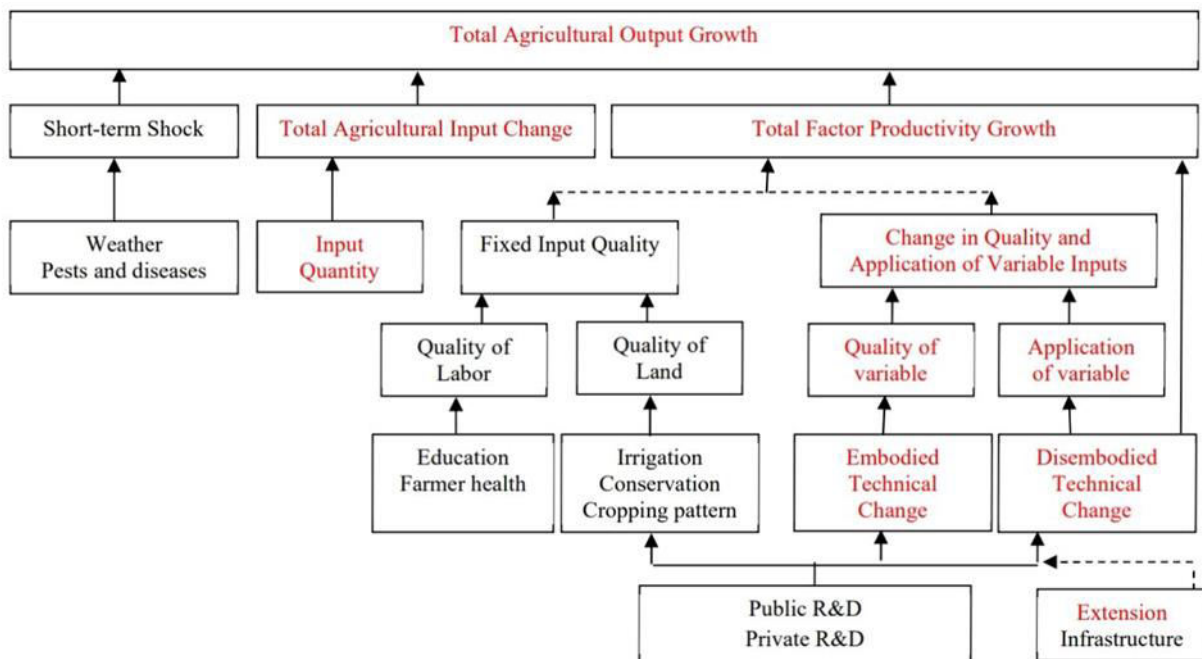 Total Agricultural Output Growth
Short-term Shock
Total Agricultural Input Change
Total Factor Productivity Growth
Weather
Pests and diseases
Input
Quantity
Fixed Input Quality
Change in Quality and
Application of Variable Inputs
Quality of
Labor
Quality of
Land
Quality of
variable
Application
of variable
Education
Farmer health
Irrigation
Conservation
Cropping pattern
Embodied
Technical
Change
Disembodied
Technical
Change
Public R&D
Private R&D
Extension
Infrastructure